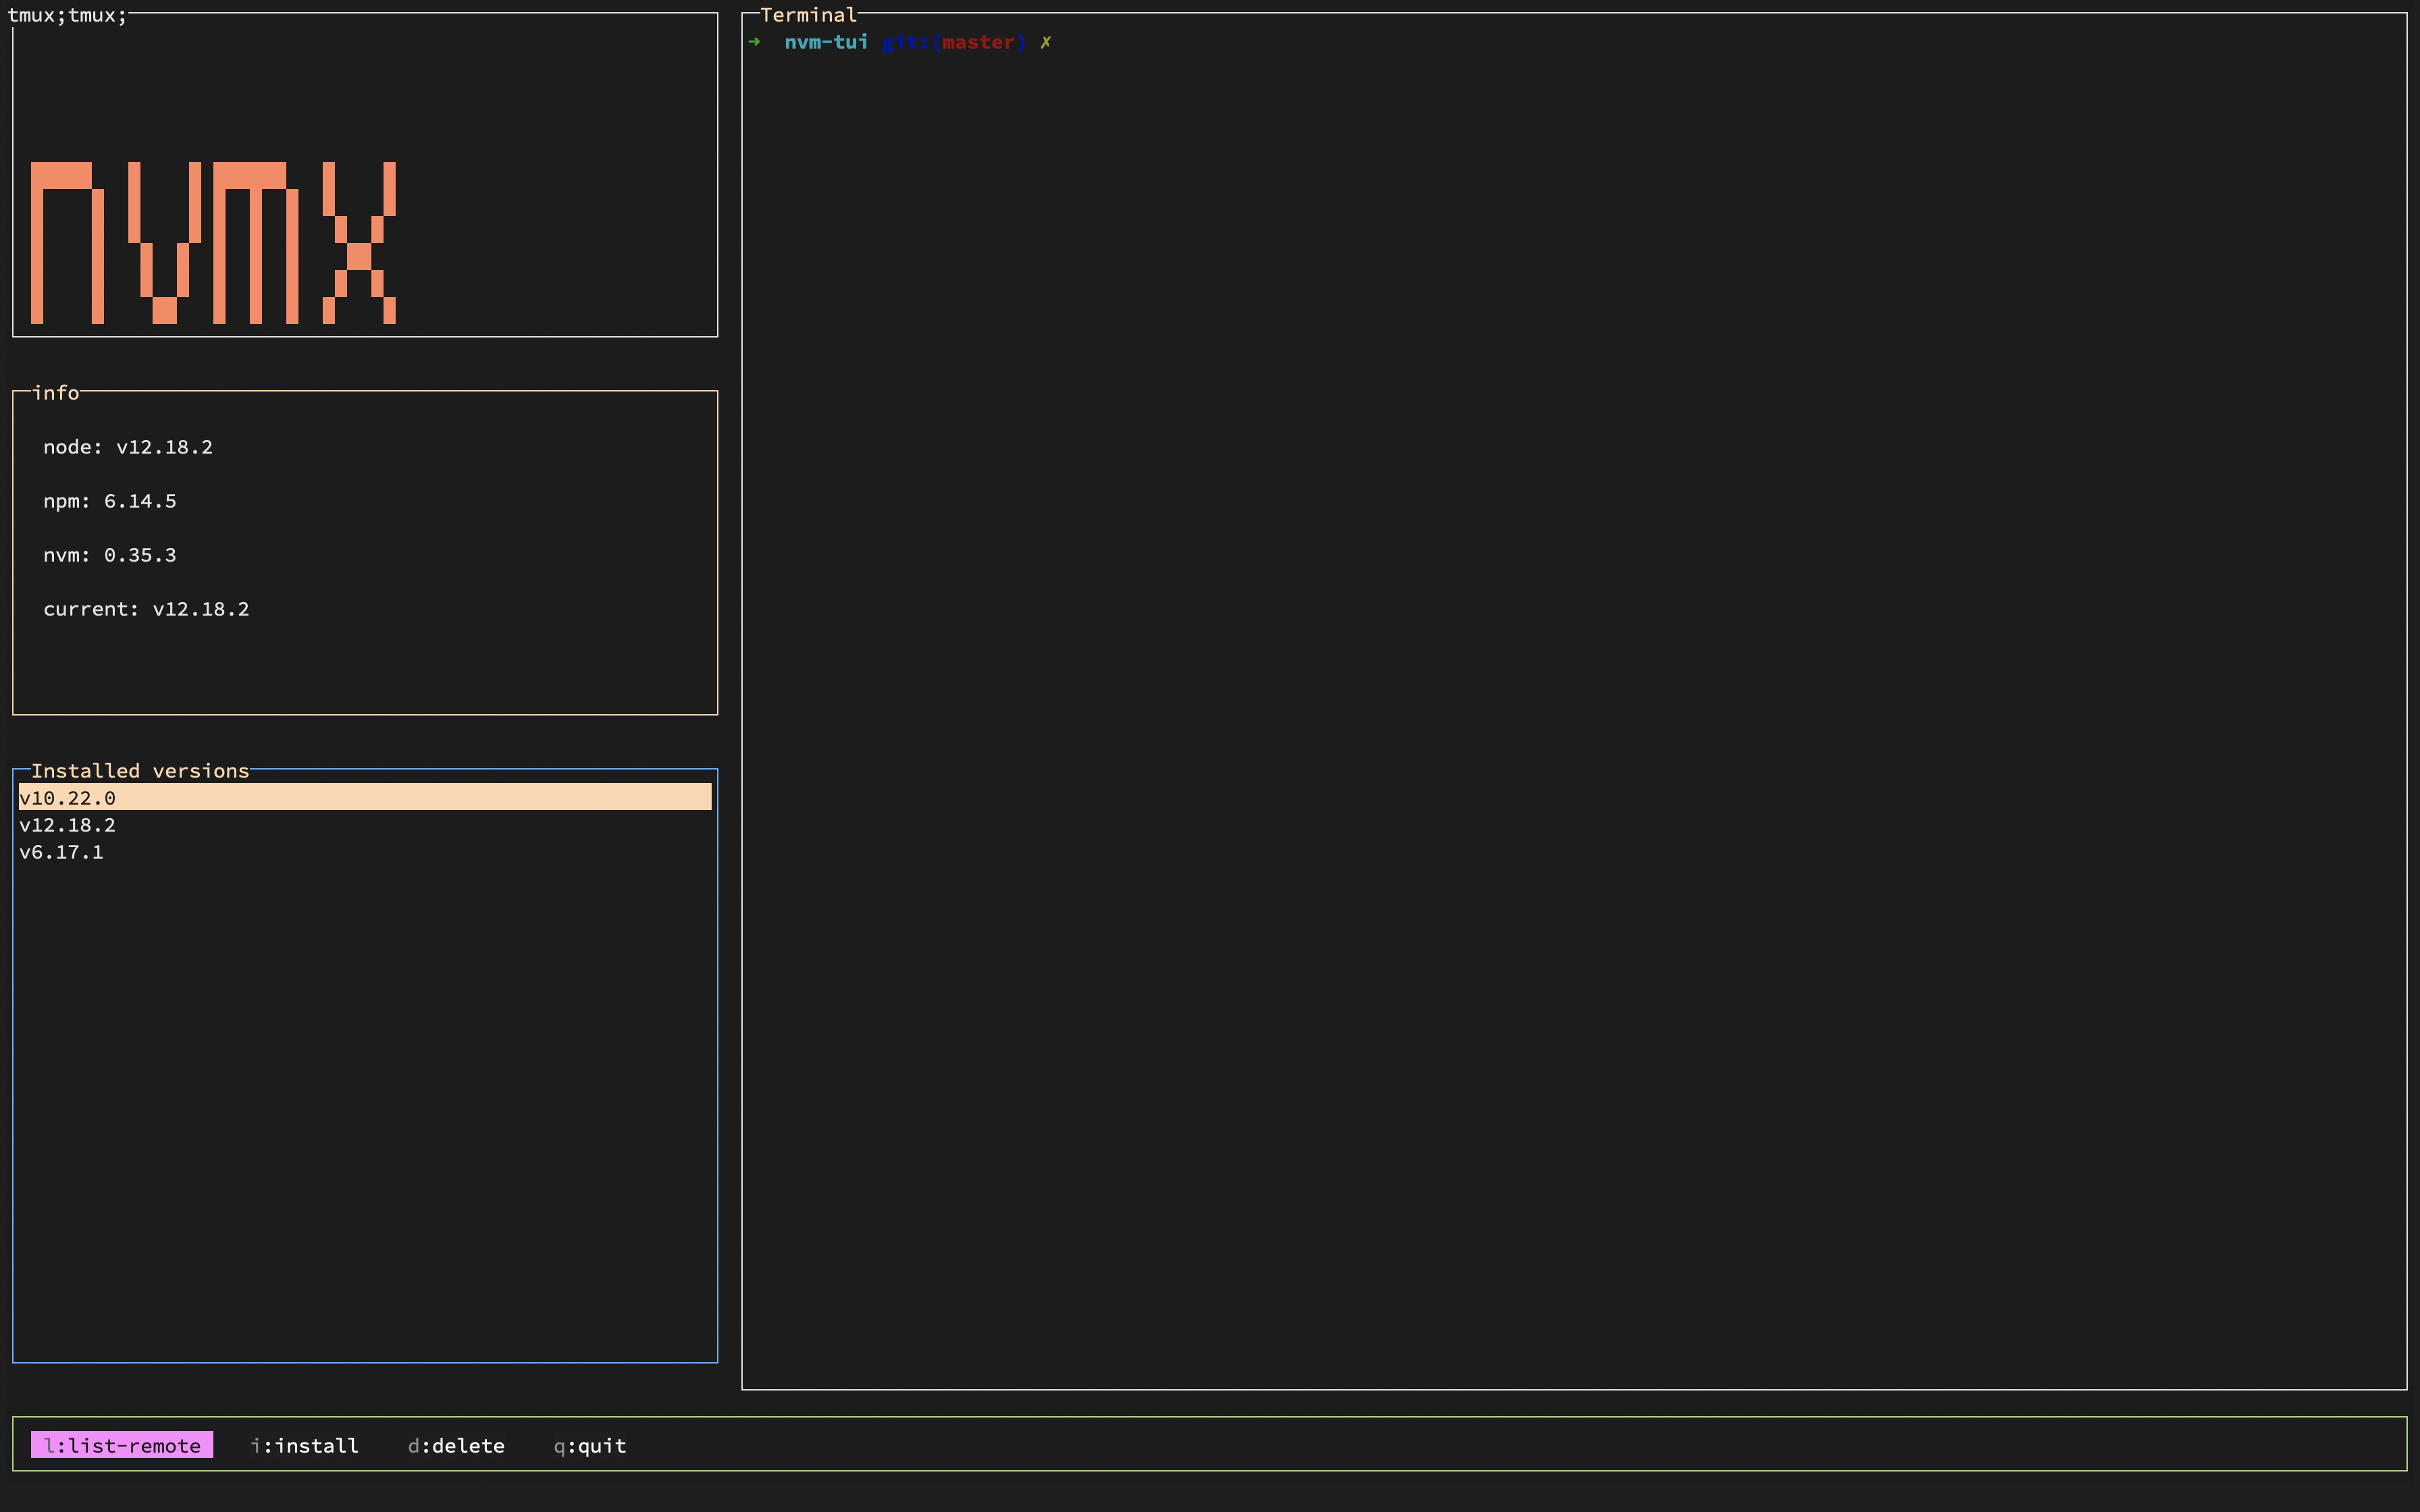 tmux;tmux;
nvmx
info
node: v12.18.2
npm: 6.14.5
nvm: 0.35.3
current: v12.18.2
Installed versions
v10.22.0
v12.18.2
v6.17.1
Terminal
➜ nvm-tui git:(master) ✗
l:list-remote i:install d:delete q:quit